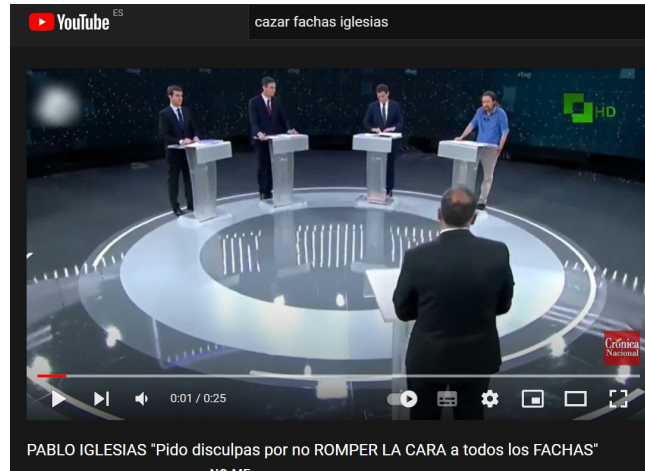 YouTube ES
cazar fachas iglesias
HD
Crónica
Nacional
0:01 / 0:25
PABLO IGLESIAS "Pido disculpas por no ROMPER LA CARA a todos los FACHAS"